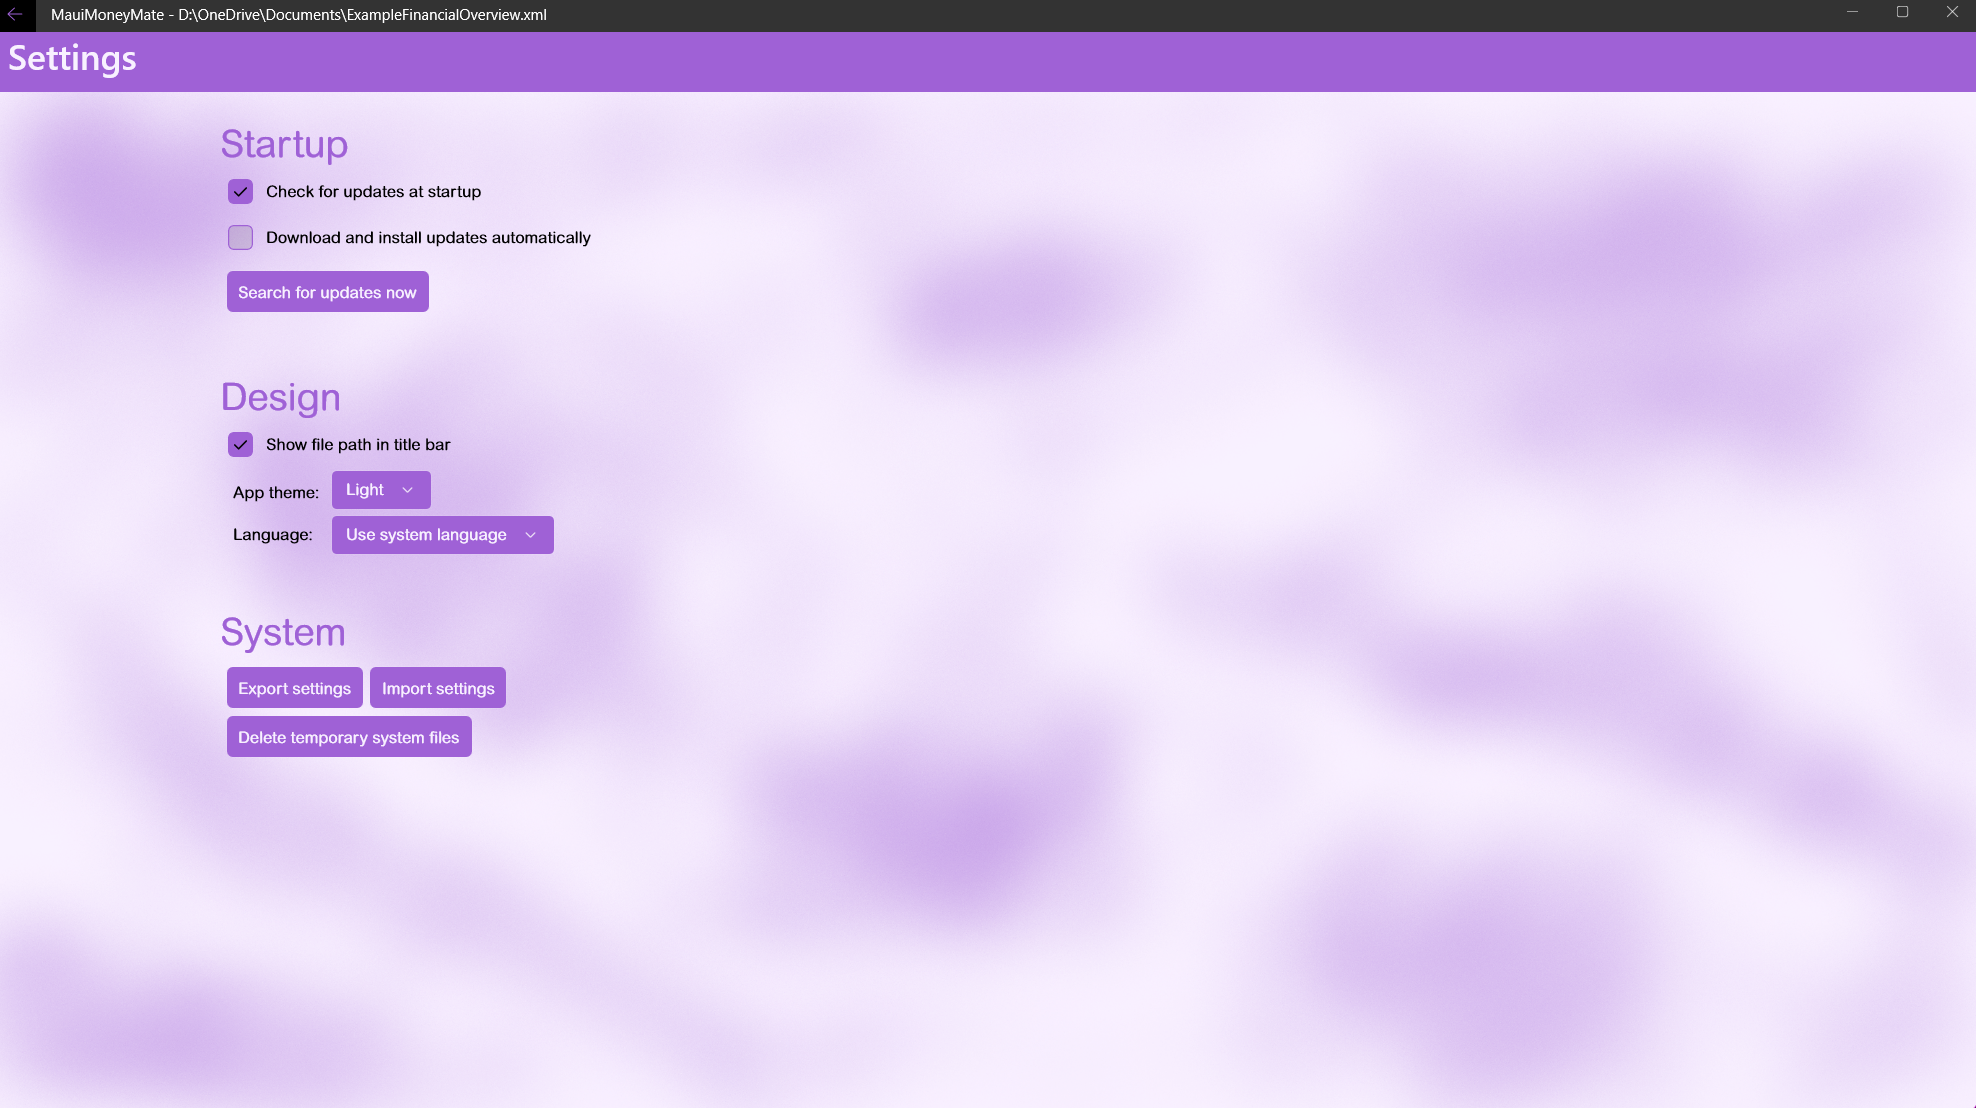 MauiMoneyMate - D:\OneDrive\Documents\ExampleFinancialOverview.xml
Settings
Startup
Check for updates at startup
Download and install updates automatically
Search for updates now
Design
Show file path in title bar
App theme: Light
Language: Use system language
System
Export settings Import settings
Delete temporary system files